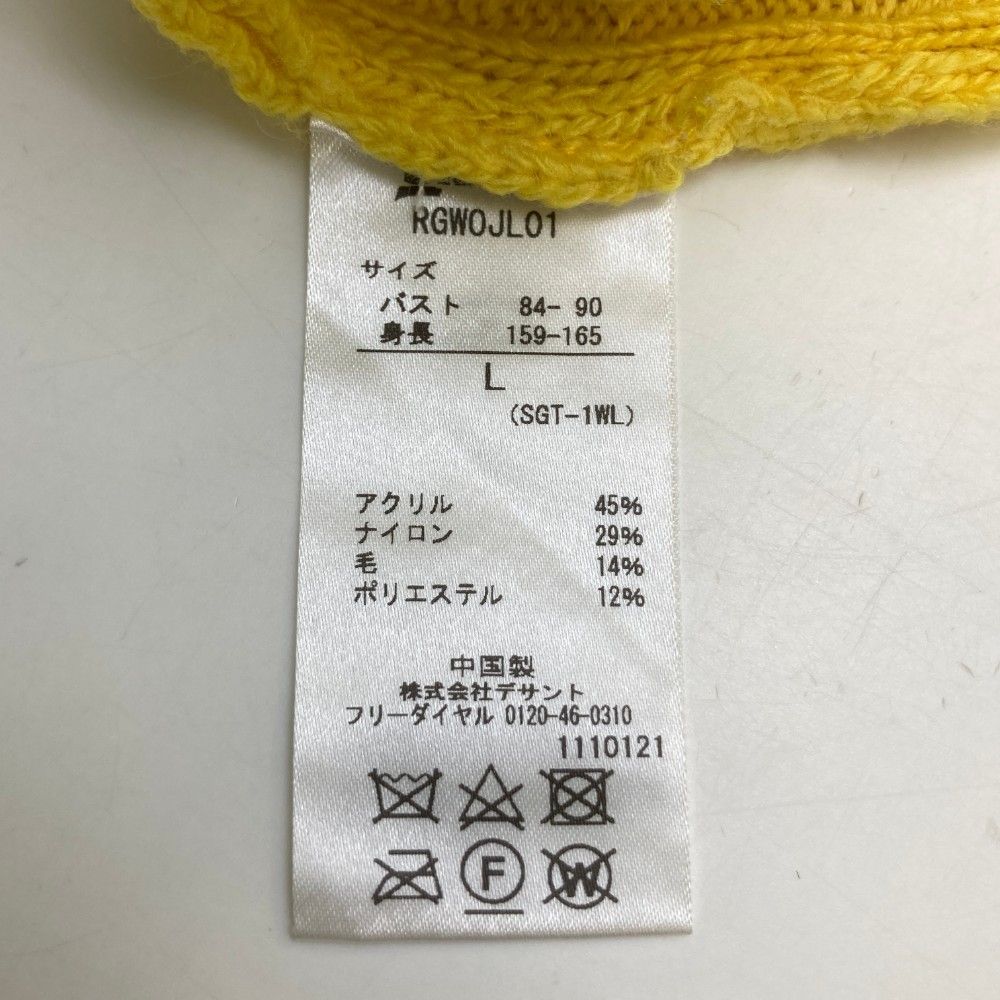 RGWOJL01
サイズ
バスト 84- 90
身長 159-165
L
(SGT-1WL)
アクリル 45%
ナイロン 29%
毛 14%
ポリエステル 12%
中国製
株式会社デサント
フリーダイヤル 0120-46-0310
1110121
F
W